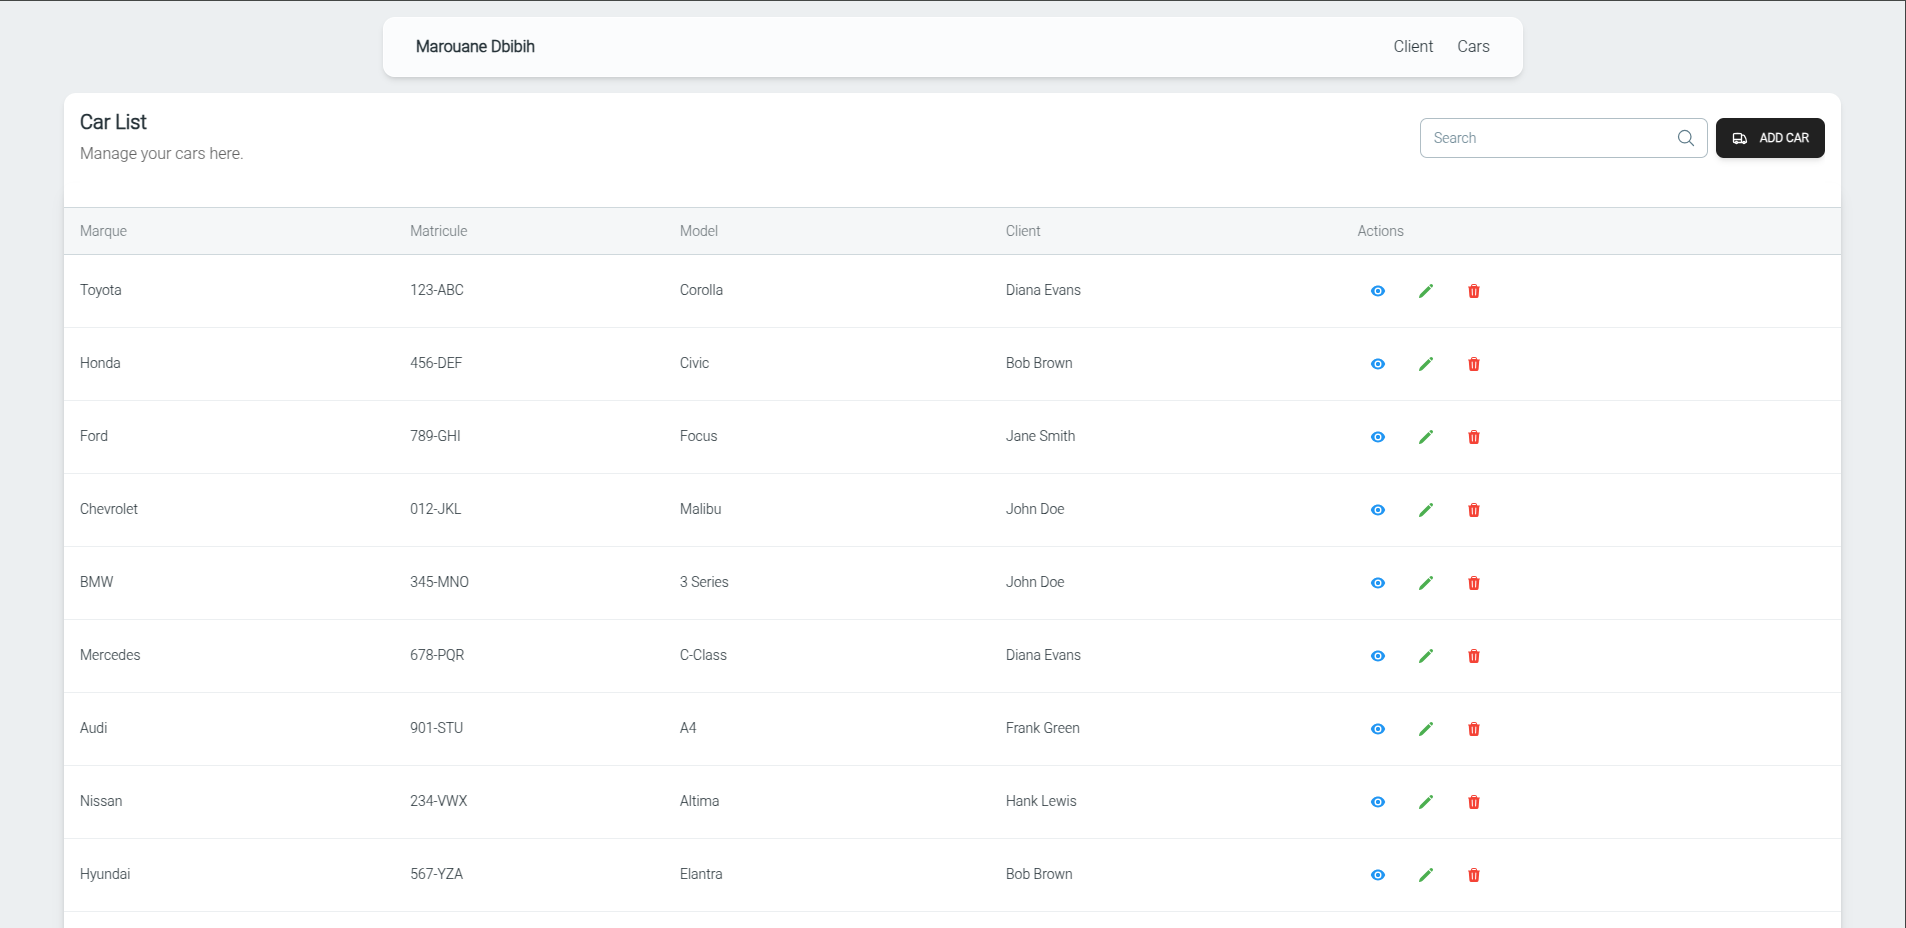 Marouane Dbibih Client Cars
Car List
Manage your cars here.
Search ADD CAR
Marque Matricule Model Client Actions
Toyota 123-ABC Corolla Diana Evans
Honda 456-DEF Civic Bob Brown
Ford 789-GHI Focus Jane Smith
Chevrolet 012-JKL Malibu John Doe
BMW 345-MNO 3 Series John Doe
Mercedes 678-PQR C-Class Diana Evans
Audi 901-STU A4 Frank Green
Nissan 234-VWX Altima Hank Lewis
Hyundai 567-YZA Elantra Bob Brown